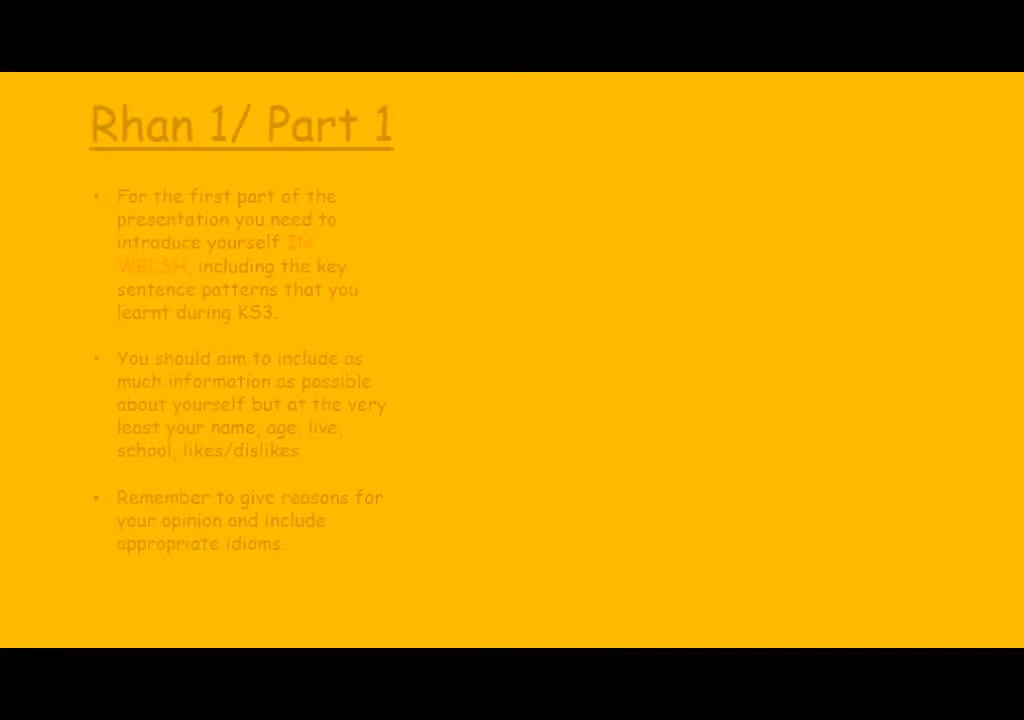 Rhan 1/ Part 1
• For the first part of the
presentation you need to
introduce yourself IN
WELSH, including the key
sentence patterns that you
learnt during KS3.
• You should aim to include as
much information as possible
about yourself but at the very
least your name, age, live,
school, likes/dislikes
• Remember to give reasons for
your opinion and include
appropriate idioms.